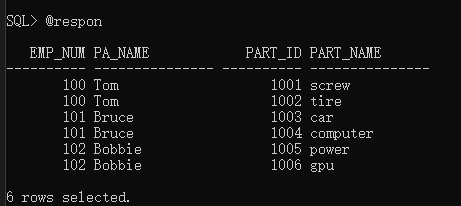 SQL> @respon
EMP_NUM PA_NAME PART_ID PART_NAME
---------- --------------- ---------- ---------------
100 Tom 1001 screw
100 Tom 1002 tire
101 Bruce 1003 car
101 Bruce 1004 computer
102 Bobbie 1005 power
102 Bobbie 1006 gpu
6 rows selected.